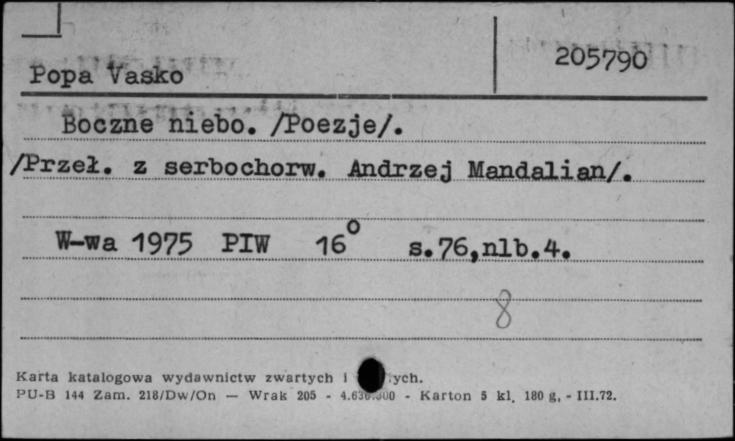 Popa Vasko
205790
Boczne niebo. /Poezje/.
/Przeł. z serbochorw. Andrzej Mandalian/.
W-wa 1975 PIW 16° s.76,nlb.4.
8
Karta katalogowa wydawnictw zwartych i
PU-B 144 Zam. 218/Dw/On — Wrak 205 - - Karton 5 kl. 180 g, - III.72.